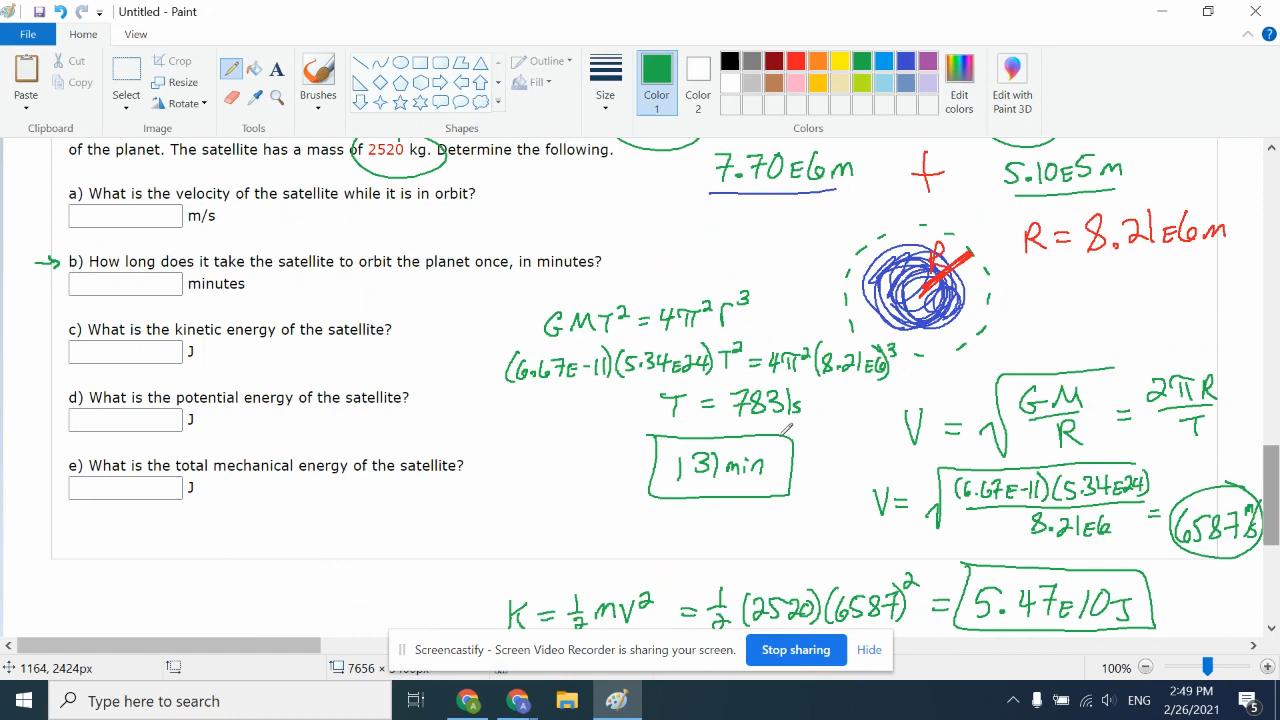 Untitled - Paint
File
Home
View
Paste
Cut
Copy
Clipboard
Select
Crop
Resize
Rotate
Image
Tools
Brushes
Outline
Fill
Shapes
Size
Color 1
Color 2
Edit colors
Edit with Paint 3D
Colors
of the planet. The satellite has a mass of 2520 kg. Determine the following.
7.70E6m + 5.10E5m
a) What is the velocity of the satellite while it is in orbit?
m/s
R = 8.21E6m
R
b) How long does it take the satellite to orbit the planet once, in minutes?
minutes
GMT² = 4π² r³
(6.67E-11)(5.34E24) T² = 4π²(8.21E6)³
T = 7831s
131 min
c) What is the kinetic energy of the satellite?
J
d) What is the potential energy of the satellite?
J
e) What is the total mechanical energy of the satellite?
J
V = √GM/R = 2πR/T
V = √(6.67E-11)(5.34E24)/8.21E6 = 6587 m/s
K = 1/2 mv² = 1/2 (2520)(6587)² = 5.47E10J
Screencastify - Screen Video Recorder is sharing your screen.
Stop sharing
Hide
1164, 2424px
100%
Type here to search
ENG
2:49 PM
2/26/2021
5